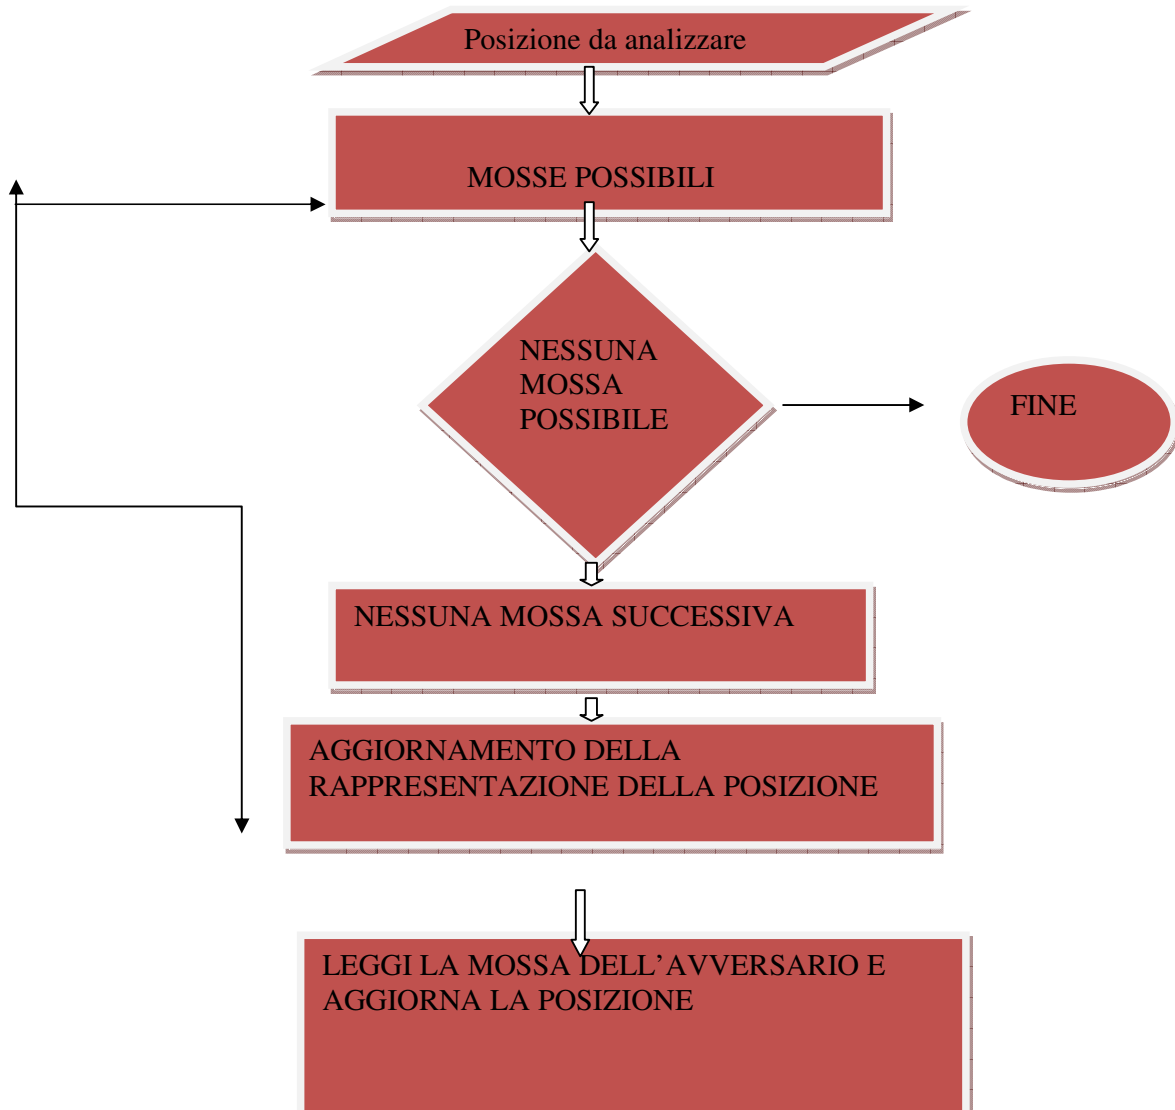 Posizione da analizzare
MOSSE POSSIBILI
NESSUNA
MOSSA
POSSIBILE
FINE
NESSUNA MOSSA SUCCESSIVA
AGGIORNAMENTO DELLA
RAPPRESENTAZIONE DELLA POSIZIONE
LEGGI LA MOSSA DELL’AVVERSARIO E
AGGIORNA LA POSIZIONE